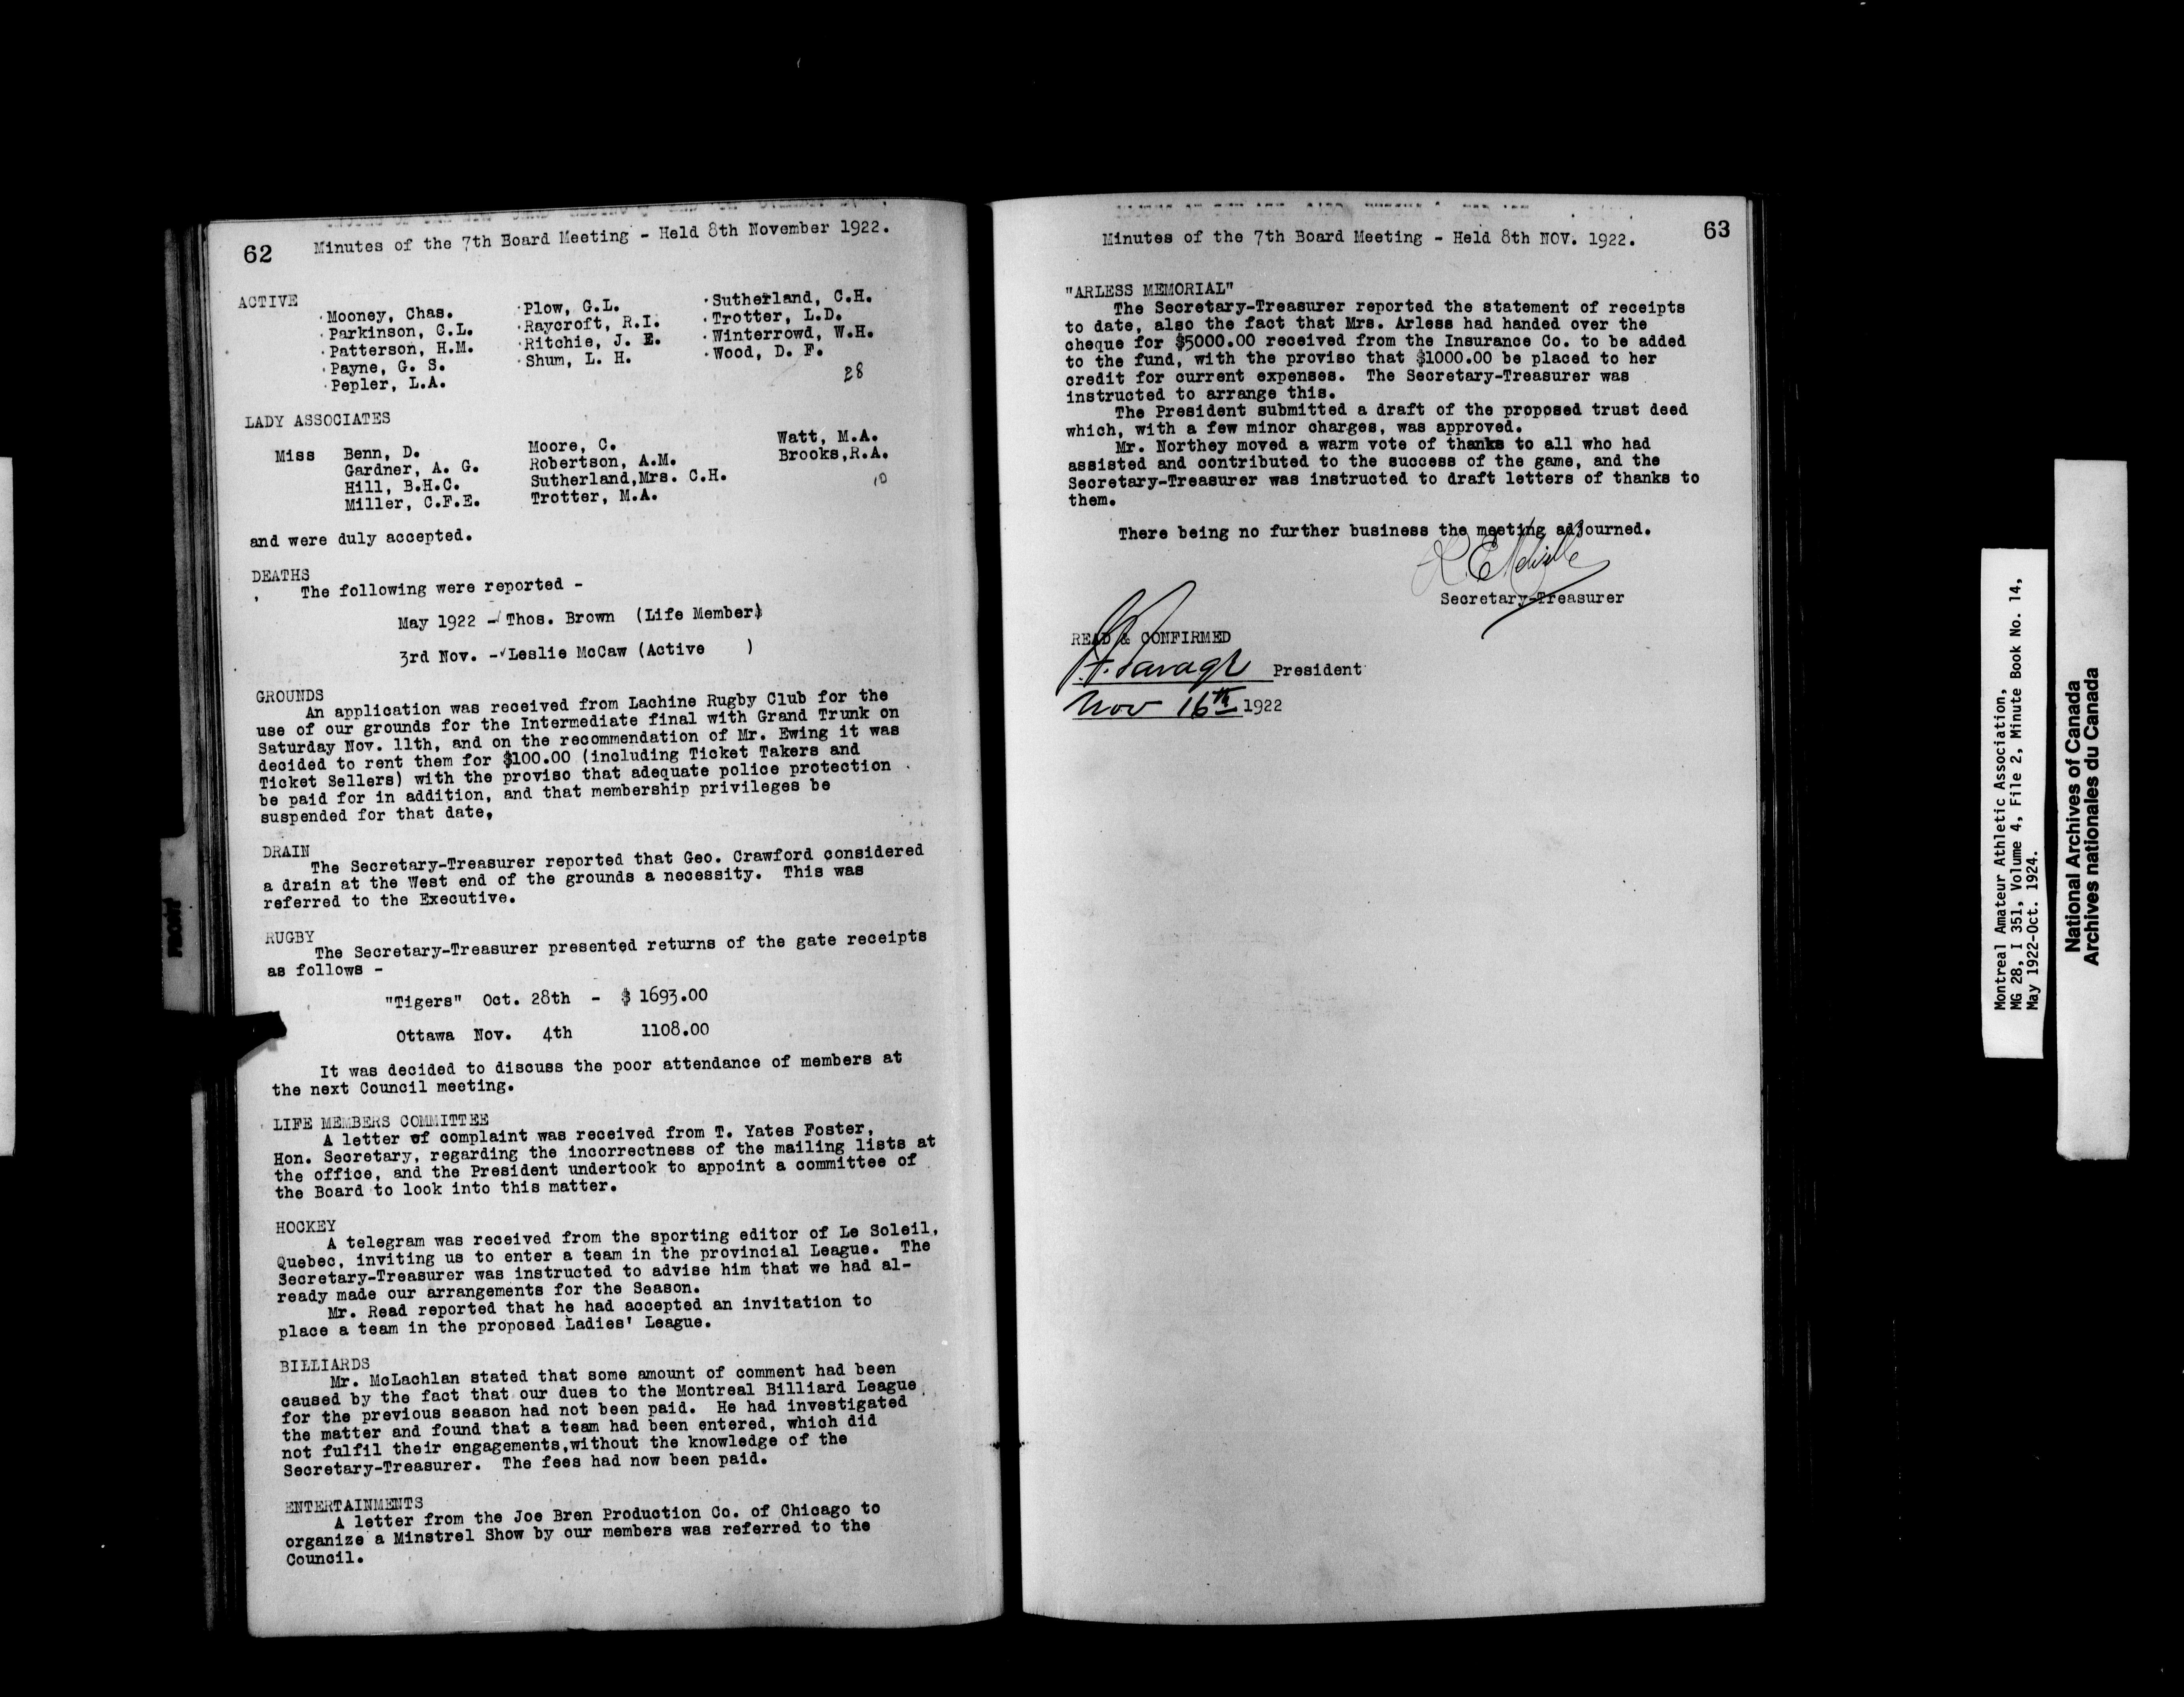 62 Minutes of the 7th Board Meeting - Held 8th November 1922.
ACTIVE
Mooney, Chas. Plow, G.L. Sutherland, C.H.
Parkinson, C.L. Raycroft, R.I. Trotter, L.D.
Patterson, H.M. Ritchie, J. E. Winterrowd, W.H.
Payne, G. S. Shum, L. H. Wood, D. F.
Pepler, L.A.
28
LADY ASSOCIATES
Miss Benn, D. Moore, C. Watt, M.A.
Gardner, A. G. Robertson, A.M. Brooks,R.A.
Hill, B.H.C. Sutherland,Mrs. C.H.
Miller, C.F.E. Trotter, M.A.
10
and were duly accepted.
DEATHS
The following were reported -
May 1922 -✓Thos. Brown (Life Member)
3rd Nov. -✓Leslie McCaw (Active )
GROUNDS
An application was received from Lachine Rugby Club for the
use of our grounds for the Intermediate final with Grand Trunk on
Saturday Nov. 11th, and on the recommendation of Mr. Ewing it was
decided to rent them for $100.00 (including Ticket Takers and
Ticket Sellers) with the proviso that adequate police protection
be paid for in addition, and that membership privileges be
suspended for that date,
DRAIN
The Secretary-Treasurer reported that Geo. Crawford considered
a drain at the West end of the grounds a necessity. This was
referred to the Executive.
RUGBY
The Secretary-Treasurer presented returns of the gate receipts
as follows -
"Tigers" Oct. 28th - $ 1693.00
Ottawa Nov. 4th 1108.00
It was decided to discuss the poor attendance of members at
the next Council meeting.
LIFE MEMBERS COMMITTEE
A letter of complaint was received from T. Yates Foster,
Hon. Secretary, regarding the incorrectness of the mailing lists at
the office, and the President undertook to appoint a committee of
the Board to look into this matter.
HOCKEY
A telegram was received from the sporting editor of Le Soleil,
Quebec, inviting us to enter a team in the provincial League. The
Secretary-Treasurer was instructed to advise him that we had al-
ready made our arrangements for the Season.
Mr. Read reported that he had accepted an invitation to
place a team in the proposed Ladies' League.
BILLIARDS
Mr. McLachlan stated that some amount of comment had been
caused by the fact that our dues to the Montreal Billiard League
for the previous season had not been paid. He had investigated
the matter and found that a team had been entered, which did
not fulfil their engagements,without the knowledge of the
Secretary-Treasurer. The fees had now been paid.
ENTERTAINMENTS
A letter from the Joe Bren Production Co. of Chicago to
organize a Minstrel Show by our members was referred to the
Council.
Minutes of the 7th Board Meeting - Held 8th NOV. 1922. 63
"ARLESS MEMORIAL"
The Secretary-Treasurer reported the statement of receipts
to date, also the fact that Mrs. Arless had handed over the
cheque for $5000.00 received from the Insurance Co. to be added
to the fund, with the proviso that $1000.00 be placed to her
credit for current expenses. The Secretary-Treasurer was
instructed to arrange this.
The President submitted a draft of the proposed trust deed
which, with a few minor charges, was approved.
Mr. Northey moved a warm vote of thanks to all who had
assisted and contributed to the success of the game, and the
Secretary-Treasurer was instructed to draft letters of thanks to
them.
There being no further business the meeting adjourned.
Secretary-Treasurer
READ & CONFIRMED
President
Nov 16th 1922
Montreal Amateur Athletic Association,
MG 28, I 351, Volume 4, File 2, Minute Book No. 14,
May 1922-Oct. 1924.
National Archives of Canada
Archives nationales du Canada